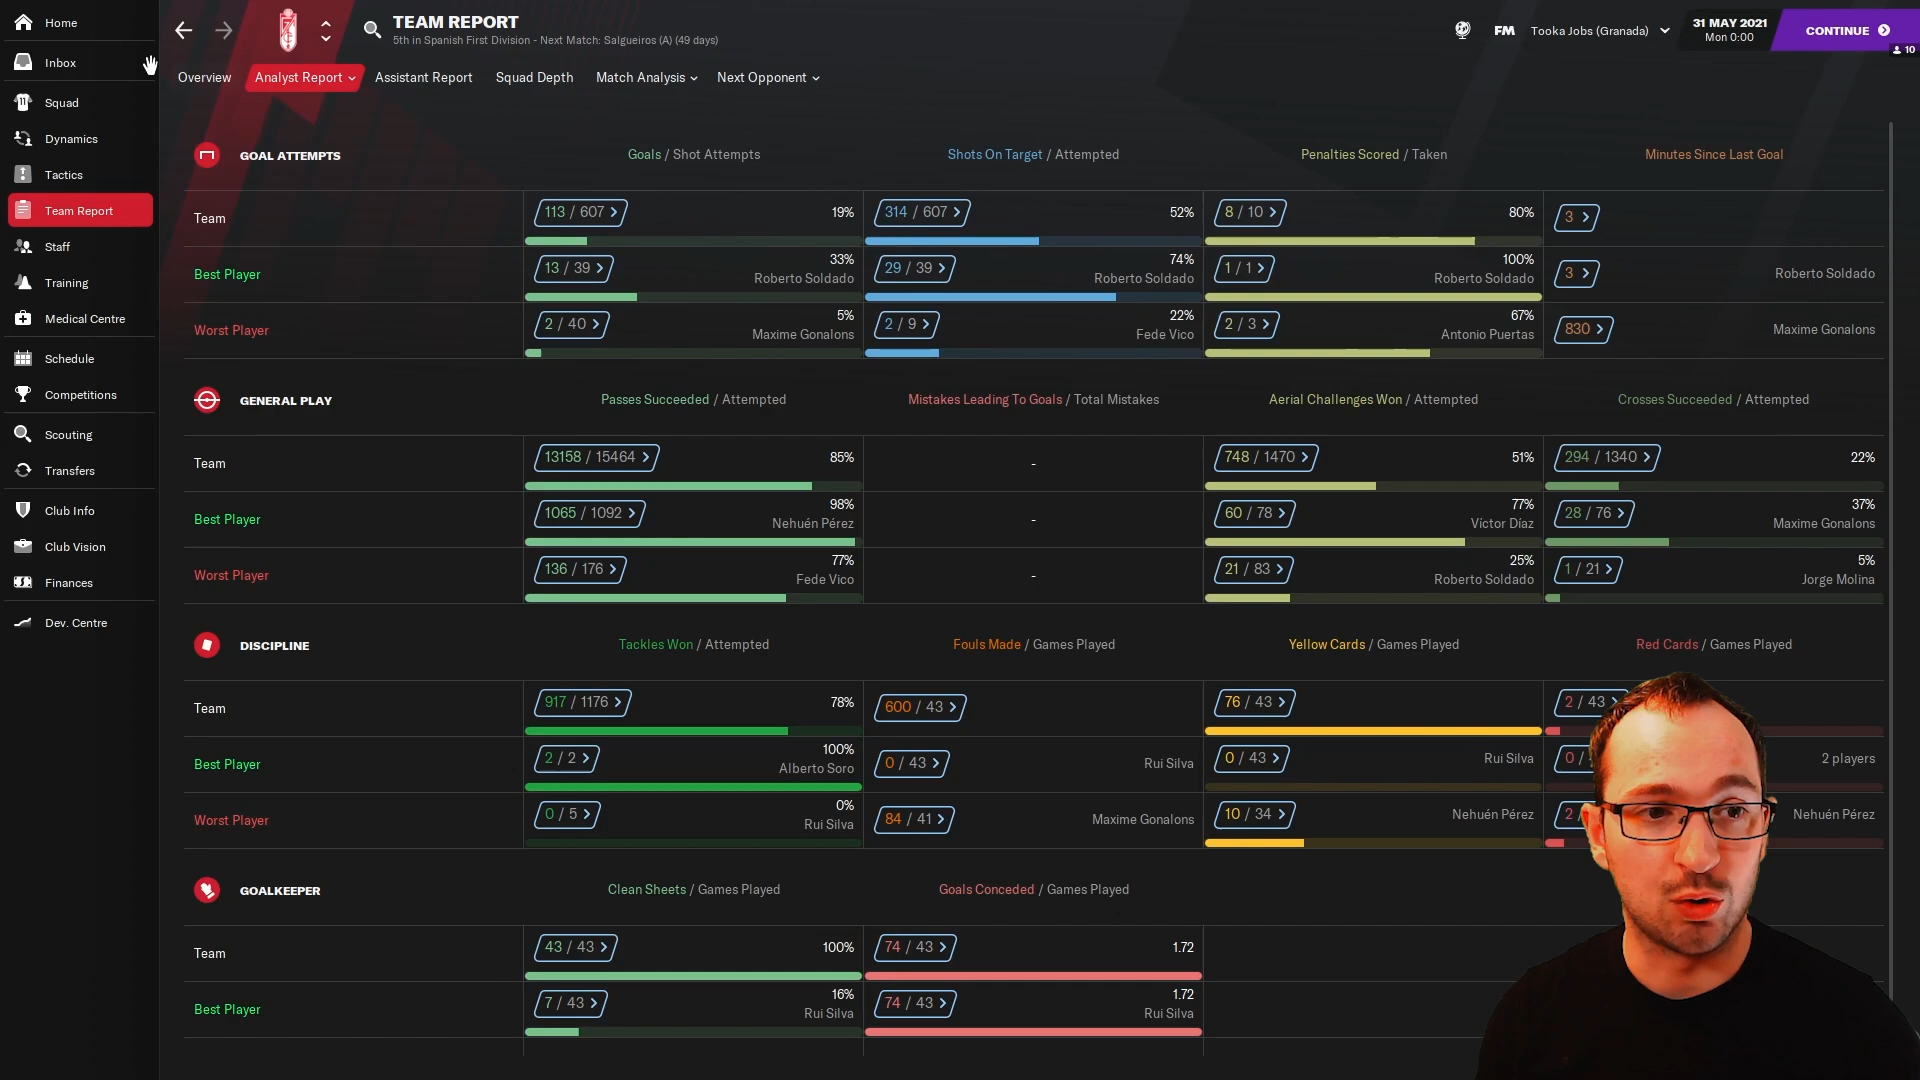 Home
Inbox
Squad
Dynamics
Tactics
Team Report
Staff
Training
Medical Centre
Schedule
Competitions
Scouting
Transfers
Club Info
Club Vision
Finances
Dev. Centre
TEAM REPORT
5th in Spanish First Division - Next Match: Salgueiros (A) (49 days)
FM
Tooka Jobs (Granada)
31 MAY 2021
Mon 0:00
CONTINUE
10
Overview Analyst Report Assistant Report Squad Depth Match Analysis Next Opponent
GOAL ATTEMPTS Goals / Shot Attempts Shots On Target / Attempted Penalties Scored / Taken Minutes Since Last Goal
Team 113 / 607 19% 314 / 607 52% 8 / 10 80% 3
Best Player 13 / 39 33% Roberto Soldado 29 / 39 74% Roberto Soldado 1 / 1 100% Roberto Soldado 3 Roberto Soldado
Worst Player 2 / 40 5% Maxime Gonalons 2 / 9 22% Fede Vico 2 / 3 67% Antonio Puertas 830 Maxime Gonalons
GENERAL PLAY Passes Succeeded / Attempted Mistakes Leading To Goals / Total Mistakes Aerial Challenges Won / Attempted Crosses Succeeded / Attempted
Team 13158 / 15464 85% - 748 / 1470 51% 294 / 1340 22%
Best Player 1065 / 1092 98% Nehuén Pérez - 60 / 78 77% Víctor Díaz 28 / 76 37% Maxime Gonalons
Worst Player 136 / 176 77% Fede Vico - 21 / 83 25% Roberto Soldado 1 / 21 5% Jorge Molina
DISCIPLINE Tackles Won / Attempted Fouls Made / Games Played Yellow Cards / Games Played Red Cards / Games Played
Team 917 / 1176 78% 600 / 43 76 / 43 2 / 43
Best Player 2 / 2 100% Alberto Soro 0 / 43 Rui Silva 0 / 43 Rui Silva 0 / 2 players
Worst Player 0 / 5 0% Rui Silva 84 / 41 Maxime Gonalons 10 / 34 Nehuén Pérez 2 / Nehuén Pérez
GOALKEEPER Clean Sheets / Games Played Goals Conceded / Games Played
Team 43 / 43 100% 74 / 43 1.72
Best Player 7 / 43 16% Rui Silva 74 / 43 1.72 Rui Silva